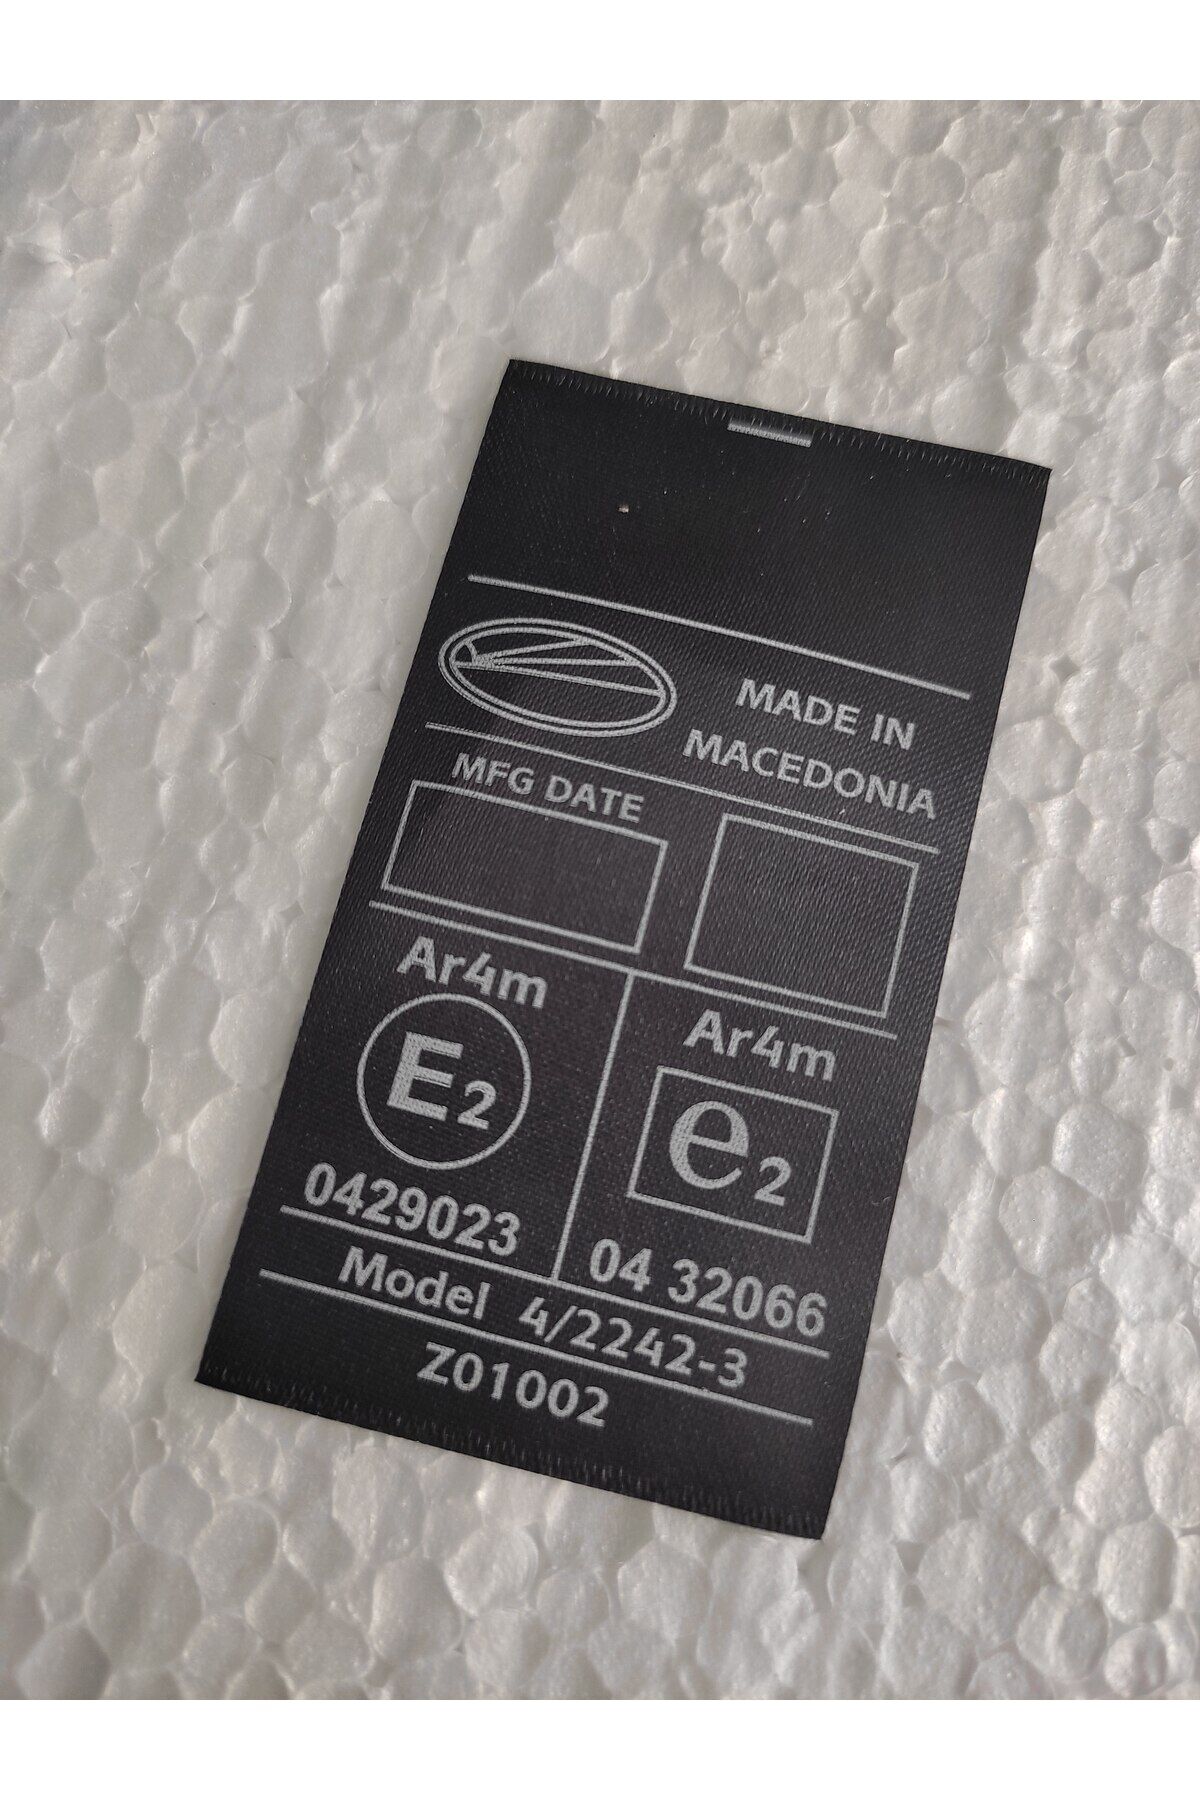 MADE IN
MACEDONIA
MFG DATE
Ar4m
E2
0429023
Ar4m
e2
04 32066
Model 4/2242-3
Z01002